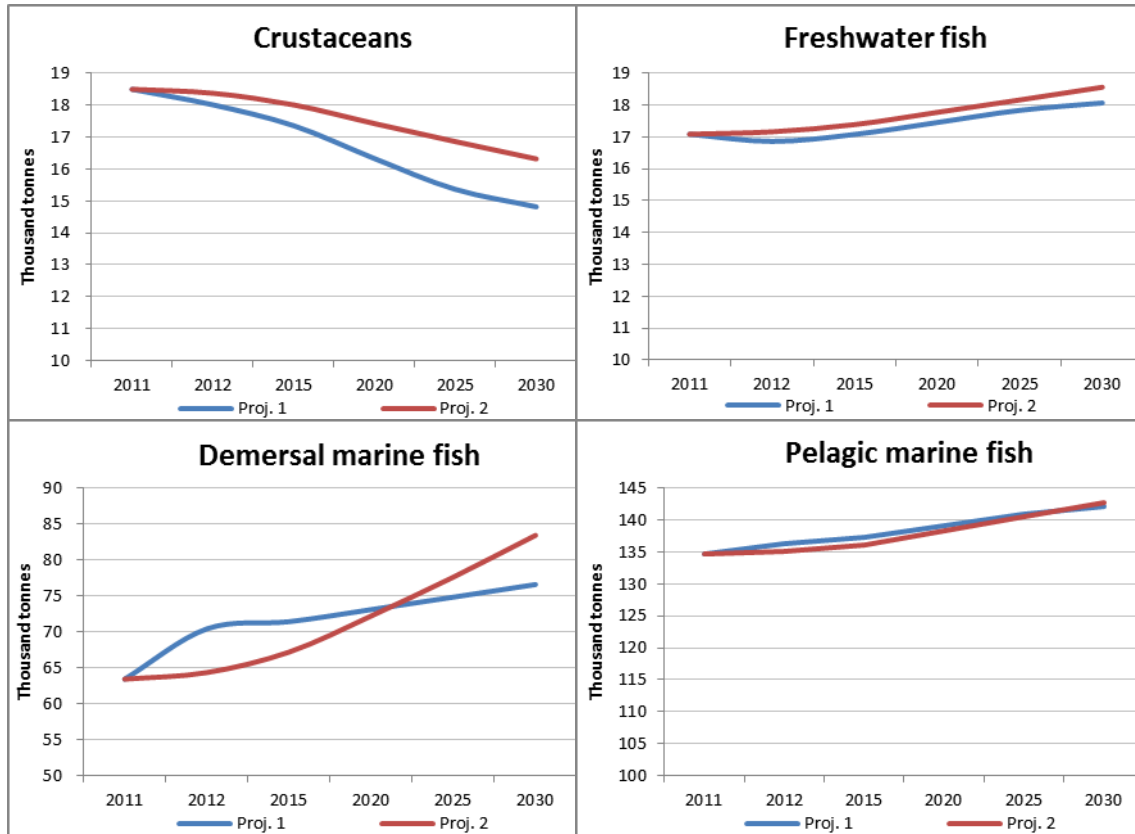 Crustaceans
Thousand tonnes
19
18
17
16
15
14
13
12
11
10
2011 2012 2015 2020 2025 2030
Proj. 1 Proj. 2
Freshwater fish
Thousand tonnes
19
18
17
16
15
14
13
12
11
10
2011 2012 2015 2020 2025 2030
Proj. 1 Proj. 2
Demersal marine fish
Thousand tonnes
90
85
80
75
70
65
60
55
50
2011 2012 2015 2020 2025 2030
Proj. 1 Proj. 2
Pelagic marine fish
Thousand tonnes
145
140
135
130
125
120
115
110
105
100
2011 2012 2015 2020 2025 2030
Proj. 1 Proj. 2